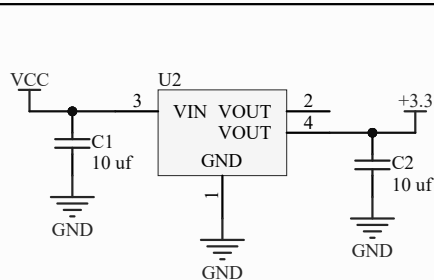 VCC
U2
+3.3
3
VIN
VOUT
2
VOUT
4
C1
10 uf
GND
C2
10 uf
1
GND
GND
GND